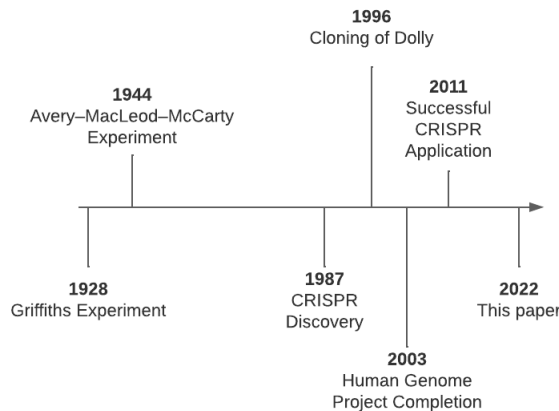 1996
Cloning of Dolly
1944
Avery–MacLeod–McCarty
Experiment
2011
Successful
CRISPR
Application
1928
Griffiths Experiment
1987
CRISPR
Discovery
2022
This paper
2003
Human Genome
Project Completion